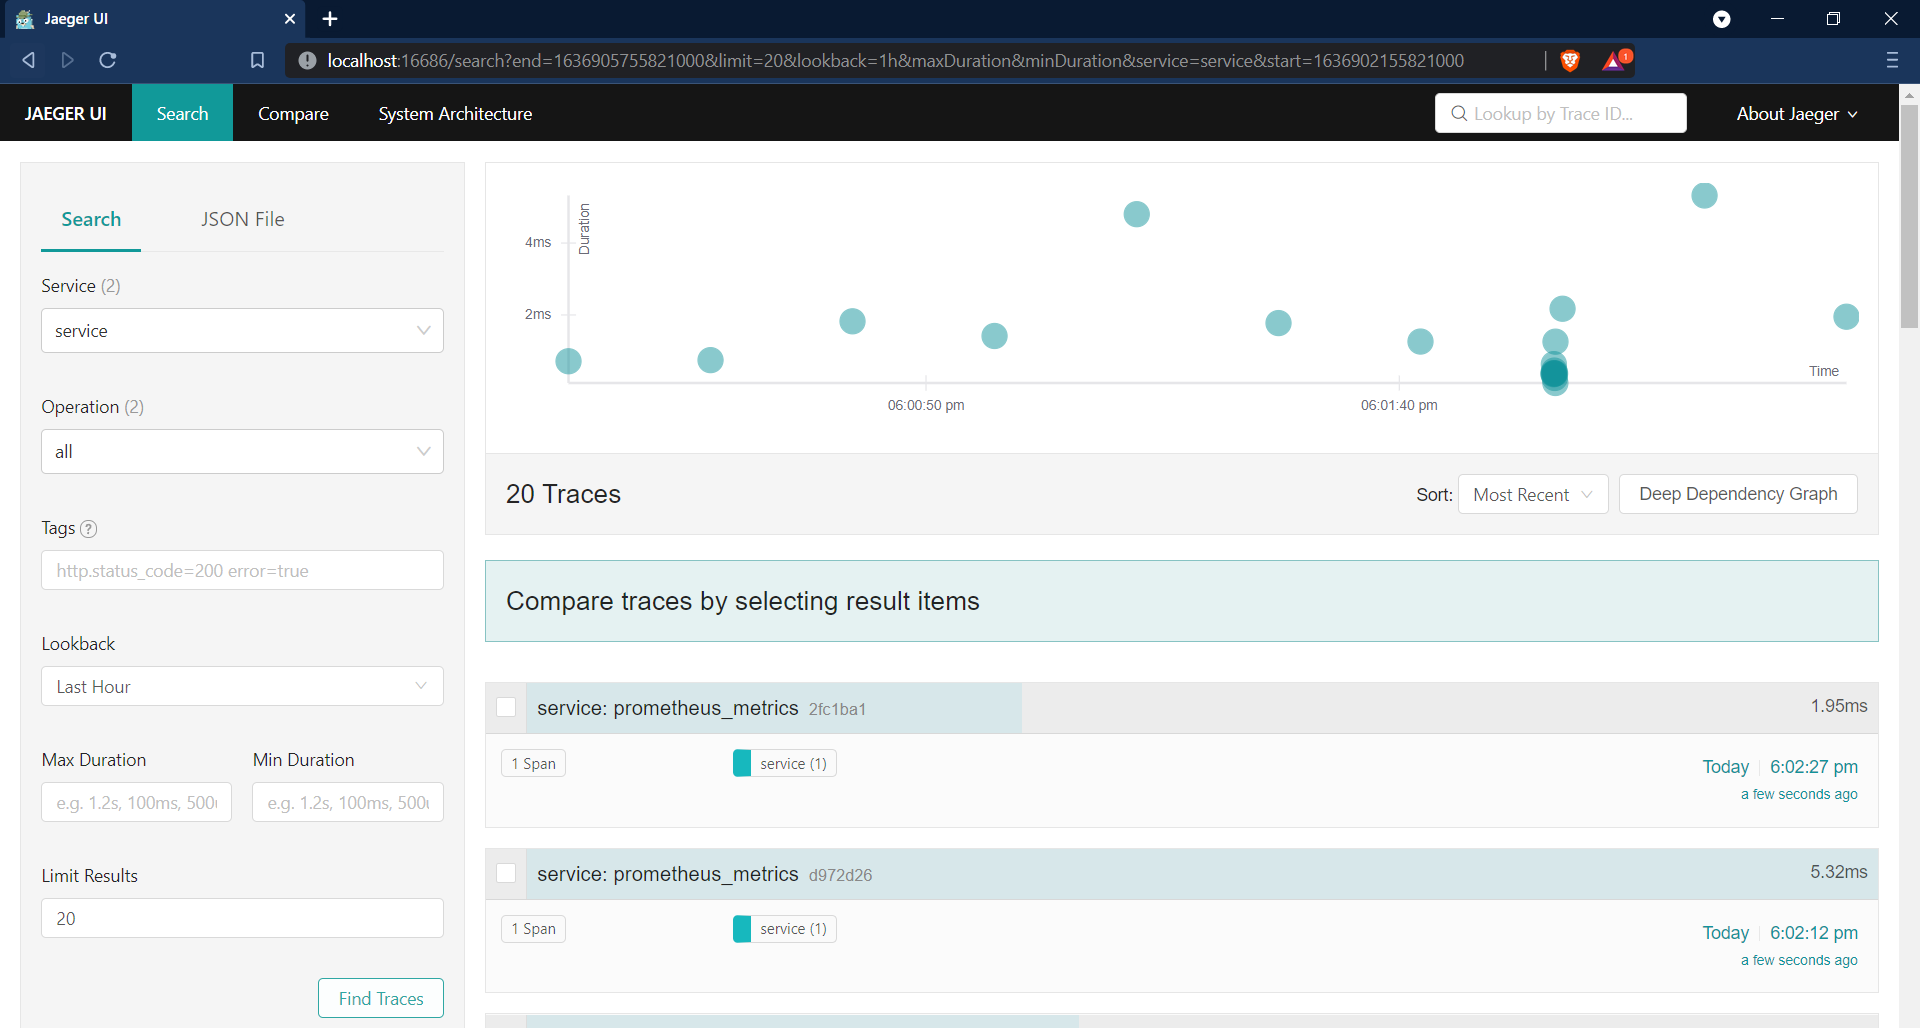 Jaeger UI
localhost:16686/search?end=1636905755821000&limit=20&lookback=1h&maxDuration&minDuration&service=service&start=1636902155821000
1
JAEGER UI
Search
Compare
System Architecture
Lookup by Trace ID...
About Jaeger
Search
JSON File
Service (2)
service
Operation (2)
all
Tags ?
http.status_code=200 error=true
Lookback
Last Hour
Max Duration
Min Duration
e.g. 1.2s, 100ms, 500u
e.g. 1.2s, 100ms, 500u
Limit Results
20
Find Traces
Duration
4ms
2ms
Time
06:00:50 pm
06:01:40 pm
20 Traces
Sort:
Most Recent
Deep Dependency Graph
Compare traces by selecting result items
service: prometheus_metrics 2fc1ba1
1.95ms
1 Span
service (1)
Today
6:02:27 pm
a few seconds ago
service: prometheus_metrics d972d26
5.32ms
1 Span
service (1)
Today
6:02:12 pm
a few seconds ago